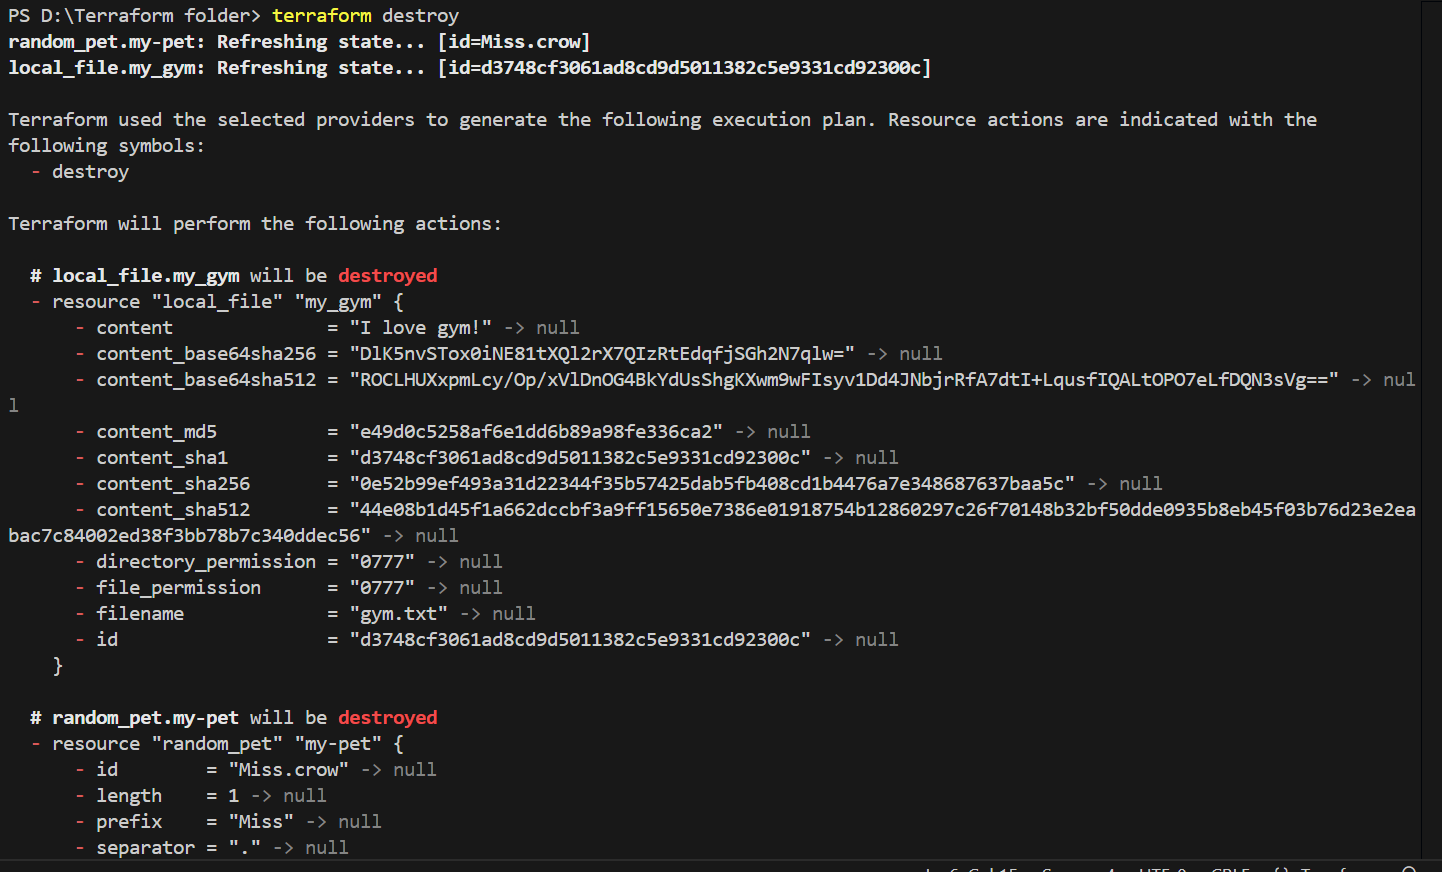 PS D:\Terraform folder> terraform destroy
random_pet.my-pet: Refreshing state... [id=Miss.crow]
local_file.my_gym: Refreshing state... [id=d3748cf3061ad8cd9d5011382c5e9331cd92300c]
Terraform used the selected providers to generate the following execution plan. Resource actions are indicated with the
following symbols:
- destroy
Terraform will perform the following actions:
# local_file.my_gym will be destroyed
- resource "local_file" "my_gym" {
- content = "I love gym!" -> null
- content_base64sha256 = "DlK5nvSTox0iNE81tXQl2rX7QIzRtEdqfjSGh2N7qlw=" -> null
- content_base64sha512 = "ROCLHUXxpmLcy/Op/xVlDnOG4BkYdUsShgKXwm9wFIsyv1Dd4JNbjrRfA7dtI+LqusfIQALtOPO7eLfDQN3sVg==" -> nul
l
- content_md5 = "e49d0c5258af6e1dd6b89a98fe336ca2" -> null
- content_sha1 = "d3748cf3061ad8cd9d5011382c5e9331cd92300c" -> null
- content_sha256 = "0e52b99ef493a31d22344f35b57425dab5fb408cd1b4476a7e348687637baa5c" -> null
- content_sha512 = "44e08b1d45f1a662dccbf3a9ff15650e7386e01918754b12860297c26f70148b32bf50dde0935b8eb45f03b76d23e2ea
bac7c84002ed38f3bb78b7c340ddec56" -> null
- directory_permission = "0777" -> null
- file_permission = "0777" -> null
- filename = "gym.txt" -> null
- id = "d3748cf3061ad8cd9d5011382c5e9331cd92300c" -> null
}
# random_pet.my-pet will be destroyed
- resource "random_pet" "my-pet" {
- id = "Miss.crow" -> null
- length = 1 -> null
- prefix = "Miss" -> null
- separator = "." -> null